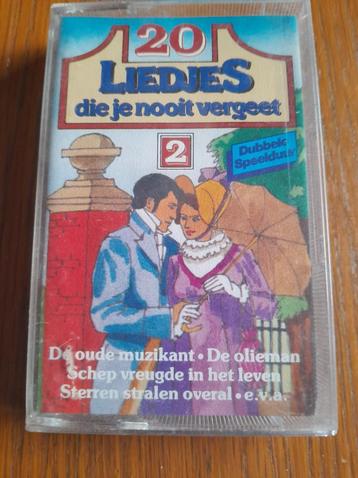 20
LIEDJES
die je nooit vergeet
2
Dubbele
Speelduur
De oude muzikant • De olieman
Schep vreugde in het leven
Sterren stralen overal • e.v.a.